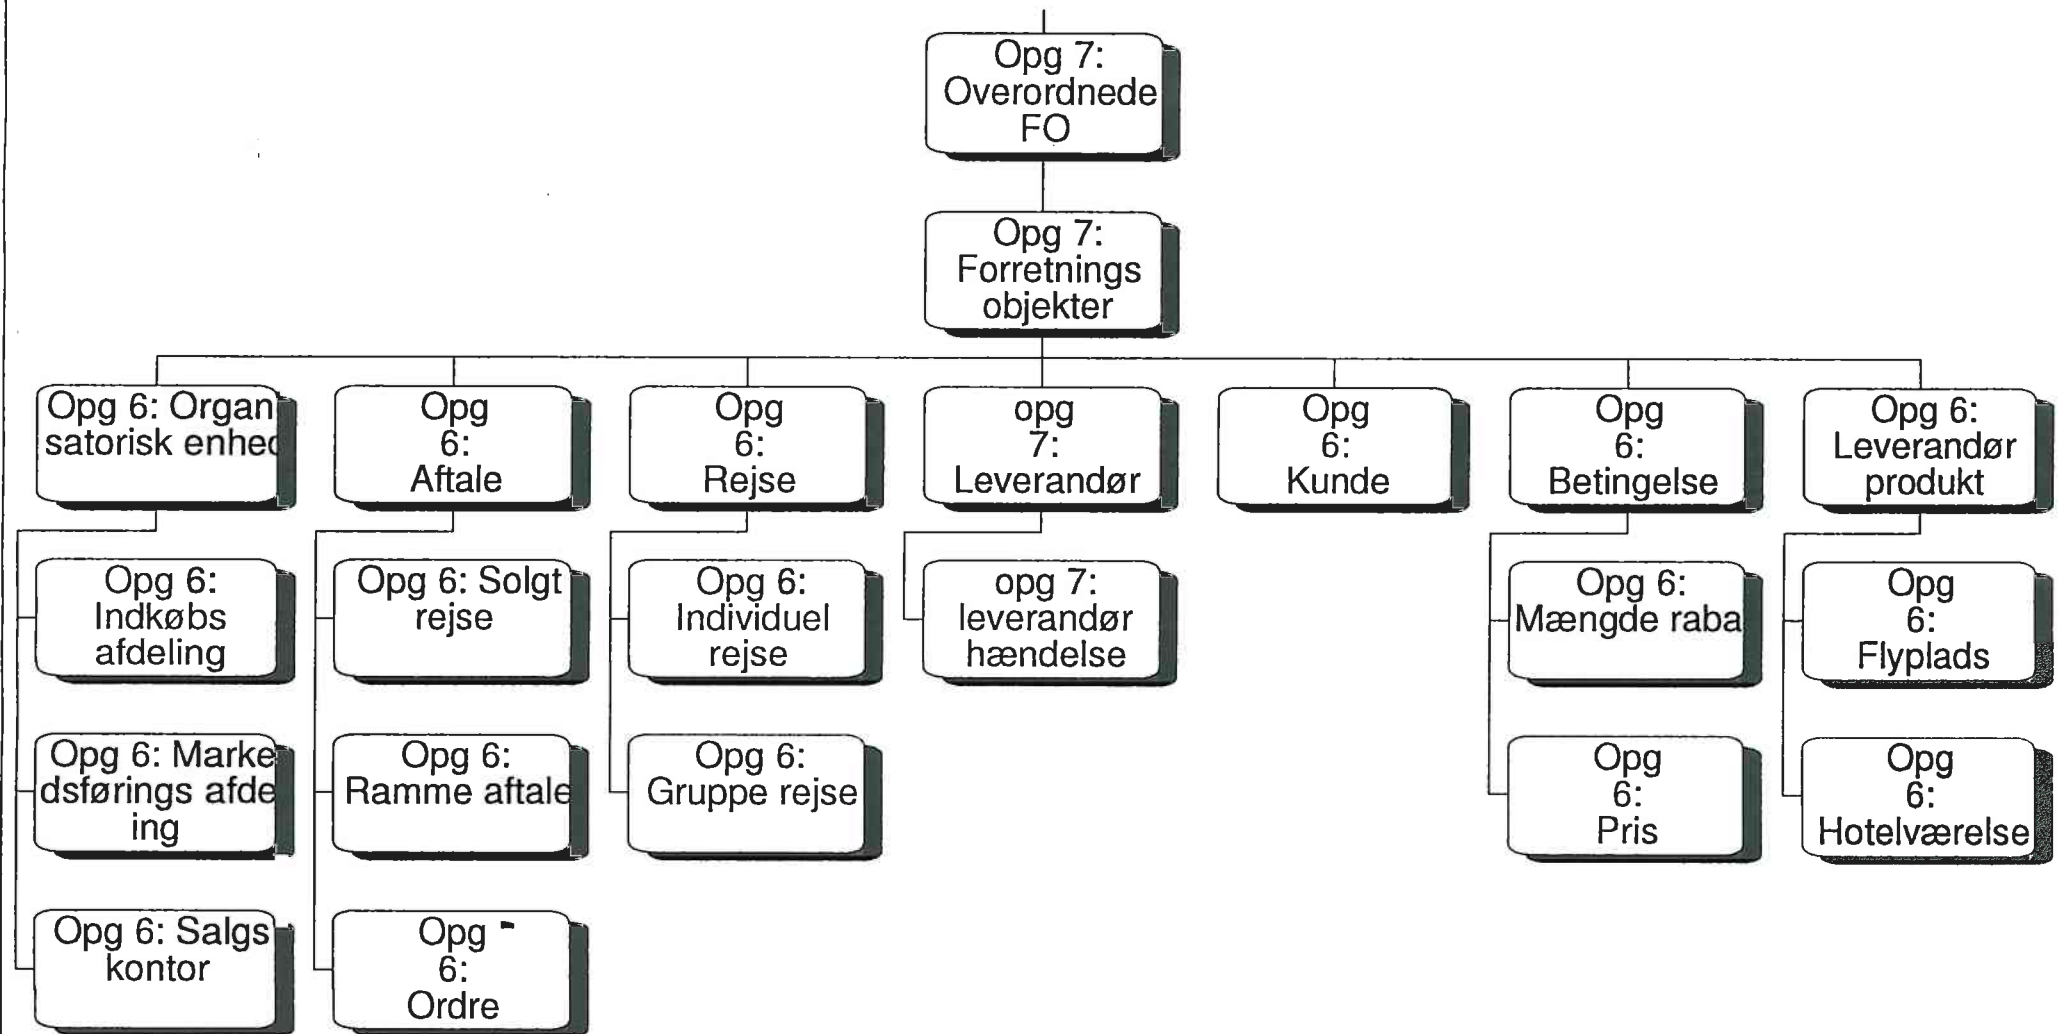 Opg 7:
Overordnede
FO
Opg 7:
Forretnings
objekter
Opg 6: Organ
satorisk enhed
Opg
6:
Aftale
Opg
6:
Rejse
opg
7:
Leverandør
Opg
6:
Kunde
Opg
6:
Betingelse
Opg 6:
Leverandør
produkt
Opg 6:
Indkøbs
afdeling
Opg 6: Solgt
rejse
Opg 6:
Individuel
rejse
opg 7:
leverandør
hændelse
Opg 6:
Mængde raba
Opg
6:
Flyplads
Opg 6: Marke
dsførings afde
ing
Opg 6:
Ramme aftale
Opg 6:
Gruppe rejse
Opg
6:
Pris
Opg
6:
Hotelværelse
Opg 6: Salgs
kontor
Opg
6:
Ordre